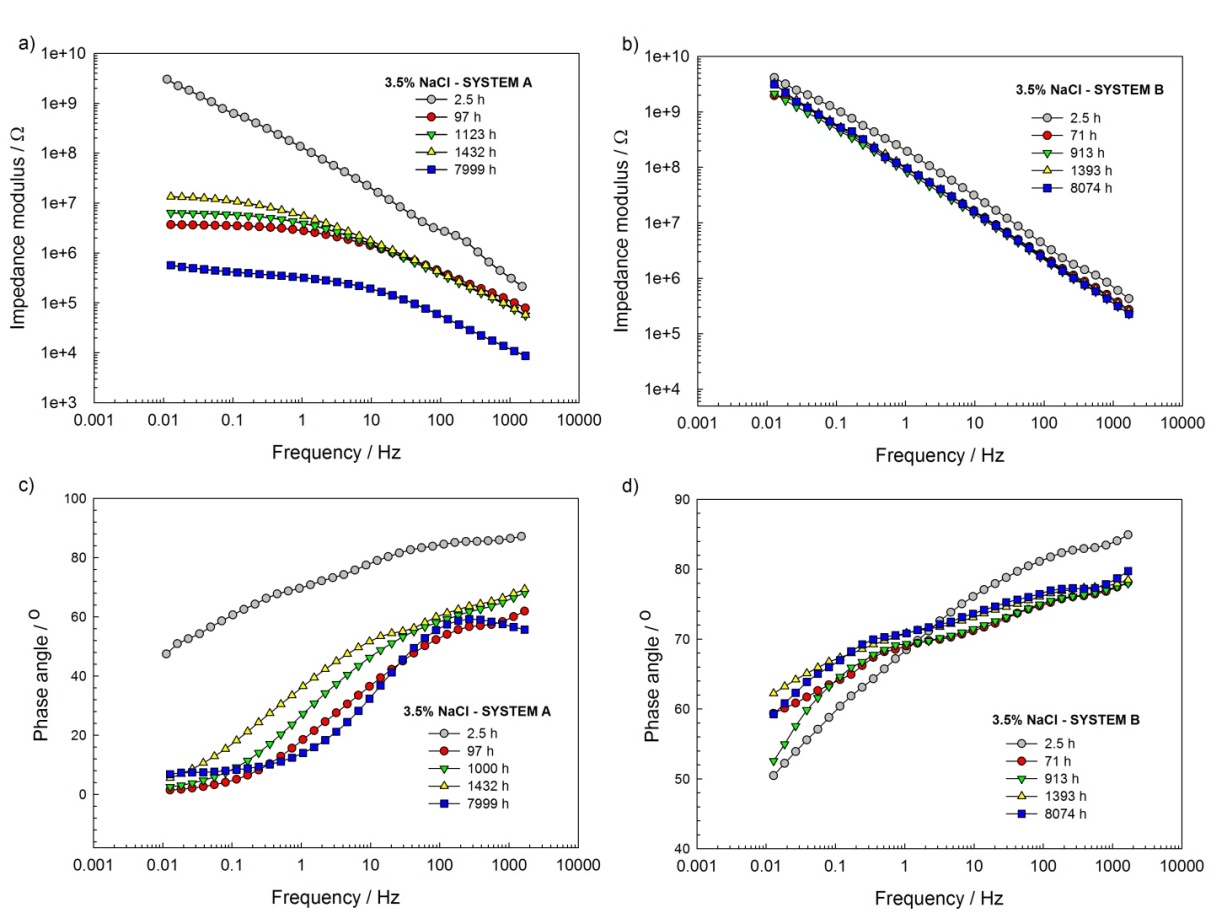 a)
1e+10
1e+9
1e+8
1e+7
1e+6
1e+5
1e+4
1e+3
Impedance modulus / Ω
3.5% NaCl - SYSTEM A
2.5 h
97 h
1123 h
1432 h
7999 h
0.001 0.01 0.1 1 10 100 1000 10000
Frequency / Hz
b)
1e+10
1e+9
1e+8
1e+7
1e+6
1e+5
1e+4
Impedance modulus / Ω
3.5% NaCl - SYSTEM B
2.5 h
71 h
913 h
1393 h
8074 h
0.001 0.01 0.1 1 10 100 1000 10000
Frequency / Hz
c)
100
80
60
40
20
0
Phase angle / O
3.5% NaCl - SYSTEM A
2.5 h
97 h
1000 h
1432 h
7999 h
0.001 0.01 0.1 1 10 100 1000 10000
Frequency / Hz
d)
90
80
70
60
50
40
Phase angle / O
3.5% NaCl - SYSTEM B
2.5 h
71 h
913 h
1393 h
8074 h
0.001 0.01 0.1 1 10 100 1000 10000
Frequency / Hz